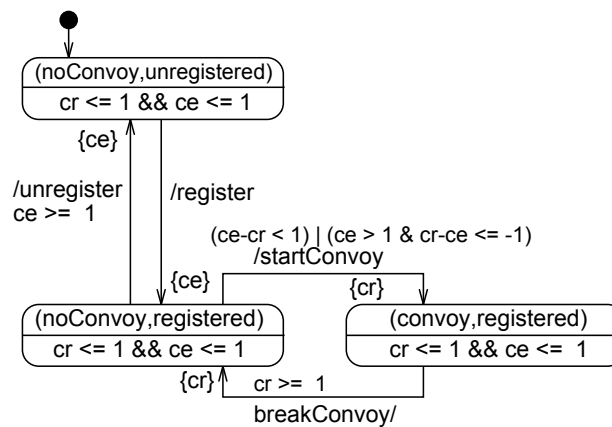 (noConvoy,unregistered)
cr <= 1 && ce <= 1
{ce}
/unregister
ce >= 1
/register
(ce-cr < 1) | (ce > 1 & cr-ce <= -1)
/startConvoy
{ce}
{cr}
(noConvoy,registered)
cr <= 1 && ce <= 1
(convoy,registered)
cr <= 1 && ce <= 1
{cr}
cr >= 1
breakConvoy/